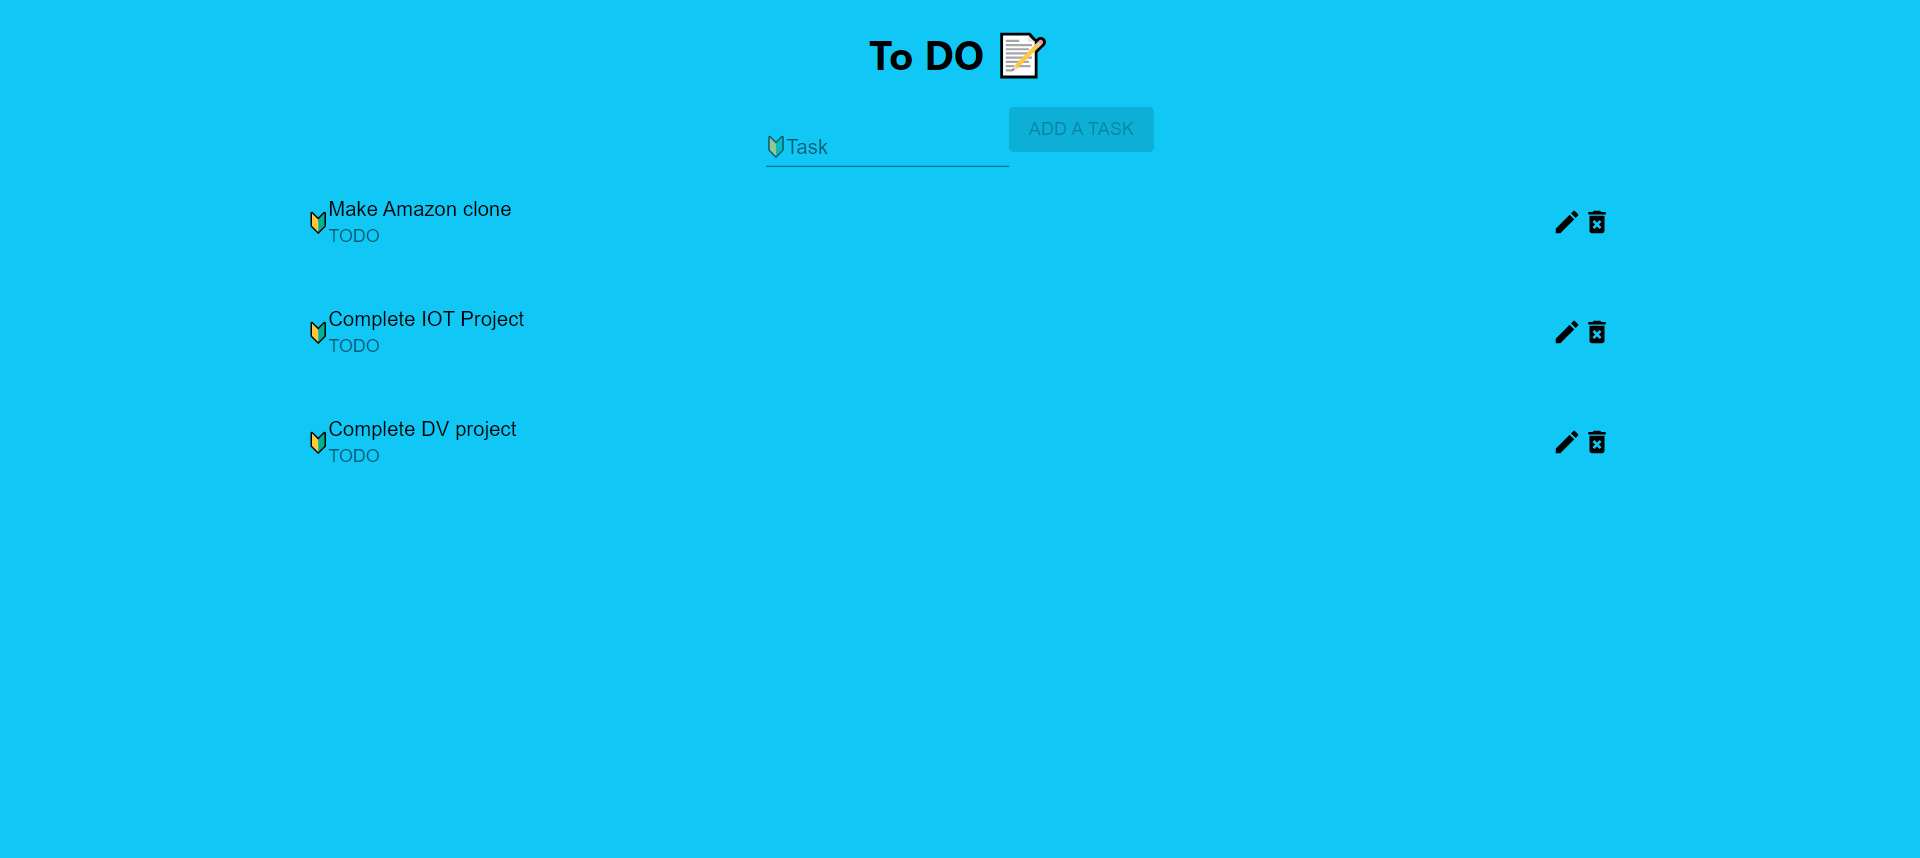 To DO 📝
🔰Task
ADD A TASK
🔰Make Amazon clone
TODO
🔰Complete IOT Project
TODO
🔰Complete DV project
TODO